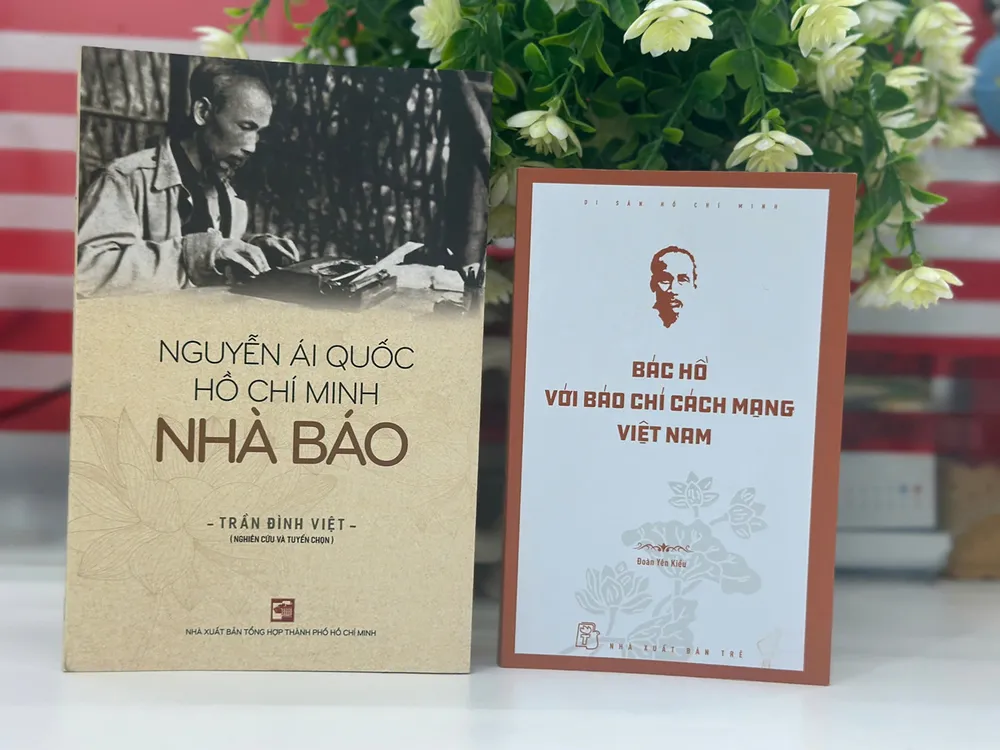 NGUYỄN ÁI QUỐC
HỒ CHÍ MINH
NHÀ BÁO
– TRẦN ĐÌNH VIỆT –
( NGHIÊN CỨU VÀ TUYỂN CHỌN )
NHÀ XUẤT BẢN TỔNG HỢP THÀNH PHỐ HỒ CHÍ MINH
DI SẢN HỒ CHÍ MINH
BÁC HỒ
VỚI BÁO CHÍ CÁCH MẠNG
VIỆT NAM
Đoàn Yên Kiều
NHÀ XUẤT BẢN TRẺ